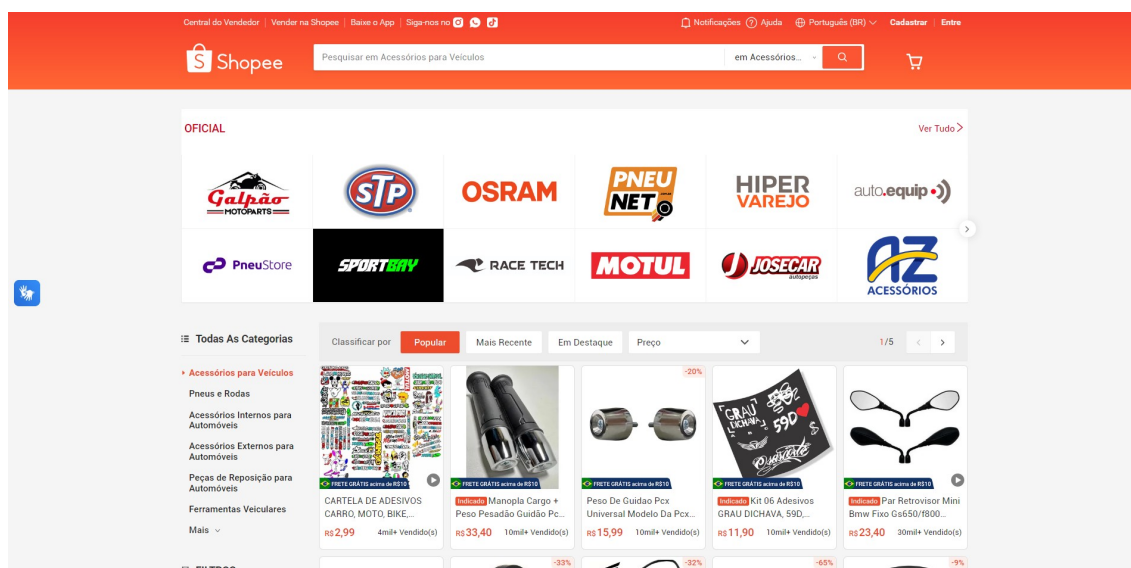 Central do Vendedor | Vender na Shopee | Baixe o App | Siga-nos no
Notificações Ajuda Português (BR) Cadastrar | Entre
Shopee
Pesquisar em Acessórios para Veículos
em Acessórios...
OFICIAL
Ver Tudo
Galpão
MOTOPARTS
STP
OSRAM
PNEU
NET
HIPER
VAREJO
auto.equip
PneuStore
SPORTBAY
RACE TECH
MOTUL
JOSECAR
autopeças
AZ
ACESSÓRIOS
Todas As Categorias
Acessórios para Veículos
Pneus e Rodas
Acessórios Internos para
Automóveis
Acessórios Externos para
Automóveis
Peças de Reposição para
Automóveis
Ferramentas Veiculares
Mais
Classificar por
Popular
Mais Recente
Em Destaque
Preço
1/5
FRETE GRÁTIS acima de R$10
CARTELA DE ADESIVOS
CARRO, MOTO, BIKE,...
R$2,99 4mil+ Vendido(s)
FRETE GRÁTIS acima de R$10
Indicado Manopla Cargo +
Peso Pesadão Guidão Pc...
R$33,40 10mil+ Vendido(s)
-20%
FRETE GRÁTIS acima de R$10
Peso De Guidao Pcx
Universal Modelo Da Pcx...
R$15,99 10mil+ Vendido(s)
GRAU
DICHAVA
59D
FRETE GRÁTIS acima de R$10
Indicado Kit 06 Adesivos
GRAU DICHAVA, 59D,...
R$11,90 10mil+ Vendido(s)
FRETE GRÁTIS acima de R$10
Indicado Par Retrovisor Mini
Bmw Fixo Gs650/f800...
R$23,40 30mil+ Vendido(s)
-33%
-32%
-65%
-9%